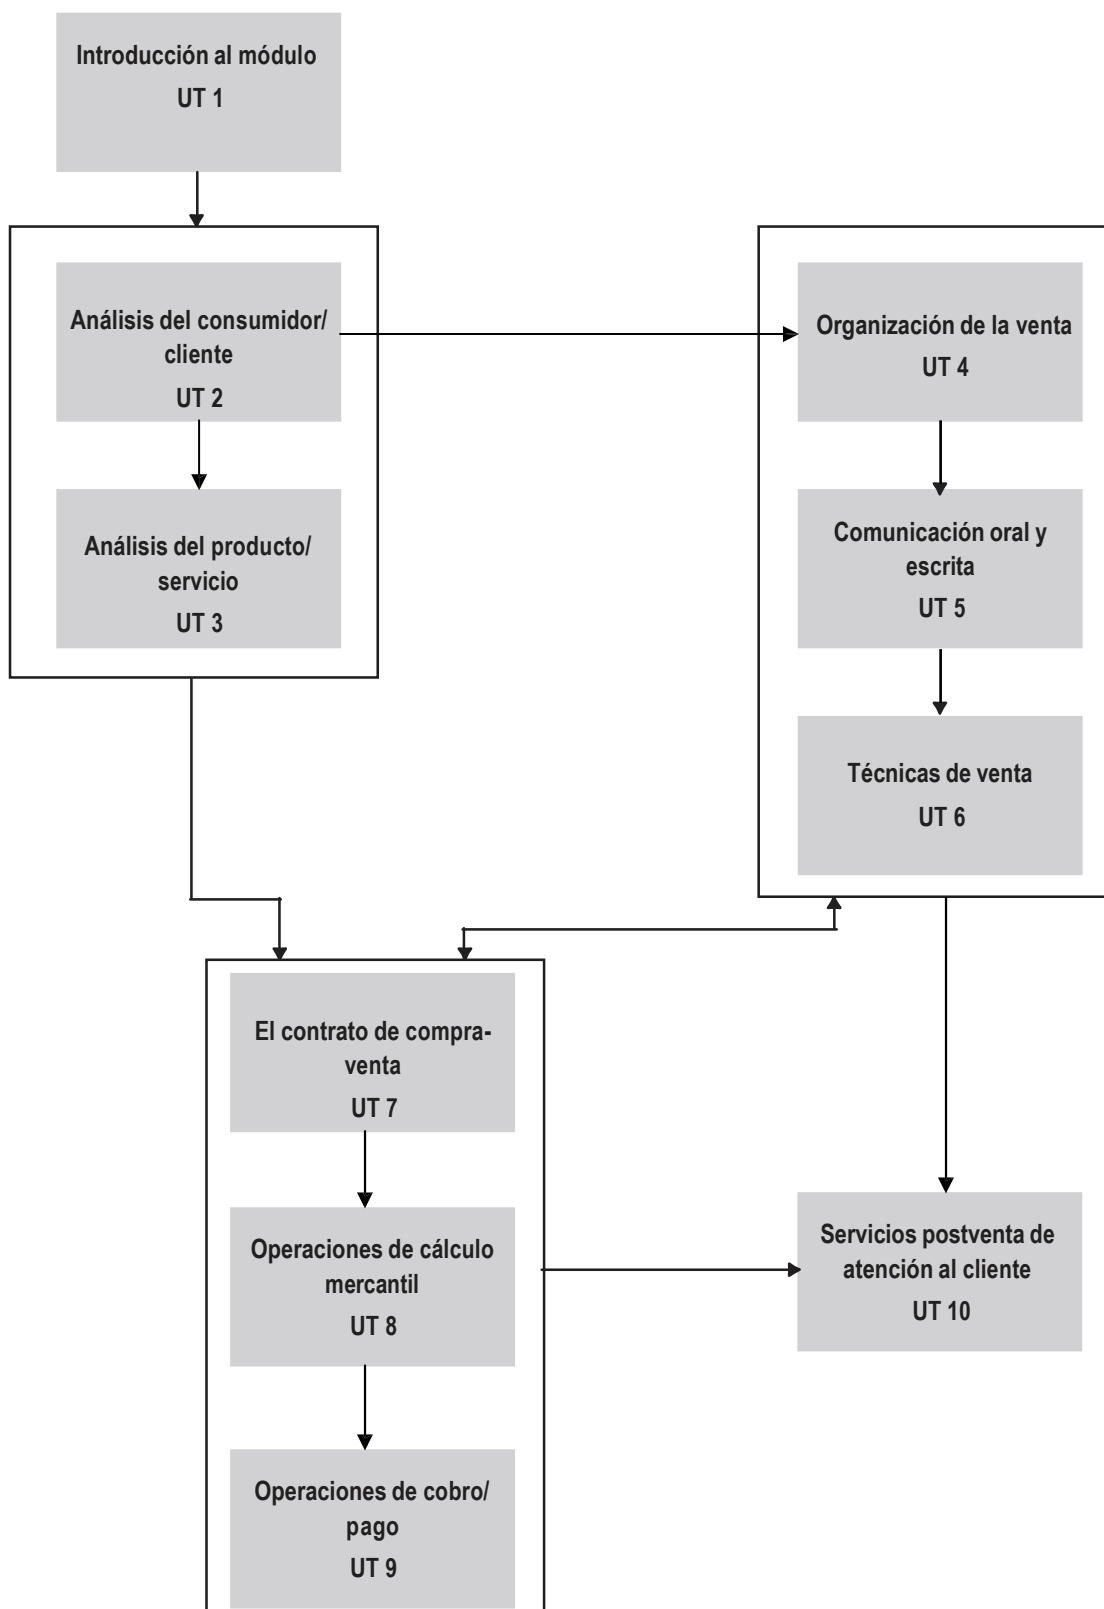 Introducción al módulo
UT 1
Análisis del consumidor/
cliente
UT 2
Análisis del producto/
servicio
UT 3
Organización de la venta
UT 4
Comunicación oral y
escrita
UT 5
Técnicas de venta
UT 6
El contrato de compra-
venta
UT 7
Operaciones de cálculo
mercantil
UT 8
Operaciones de cobro/
pago
UT 9
Servicios postventa de
atención al cliente
UT 10